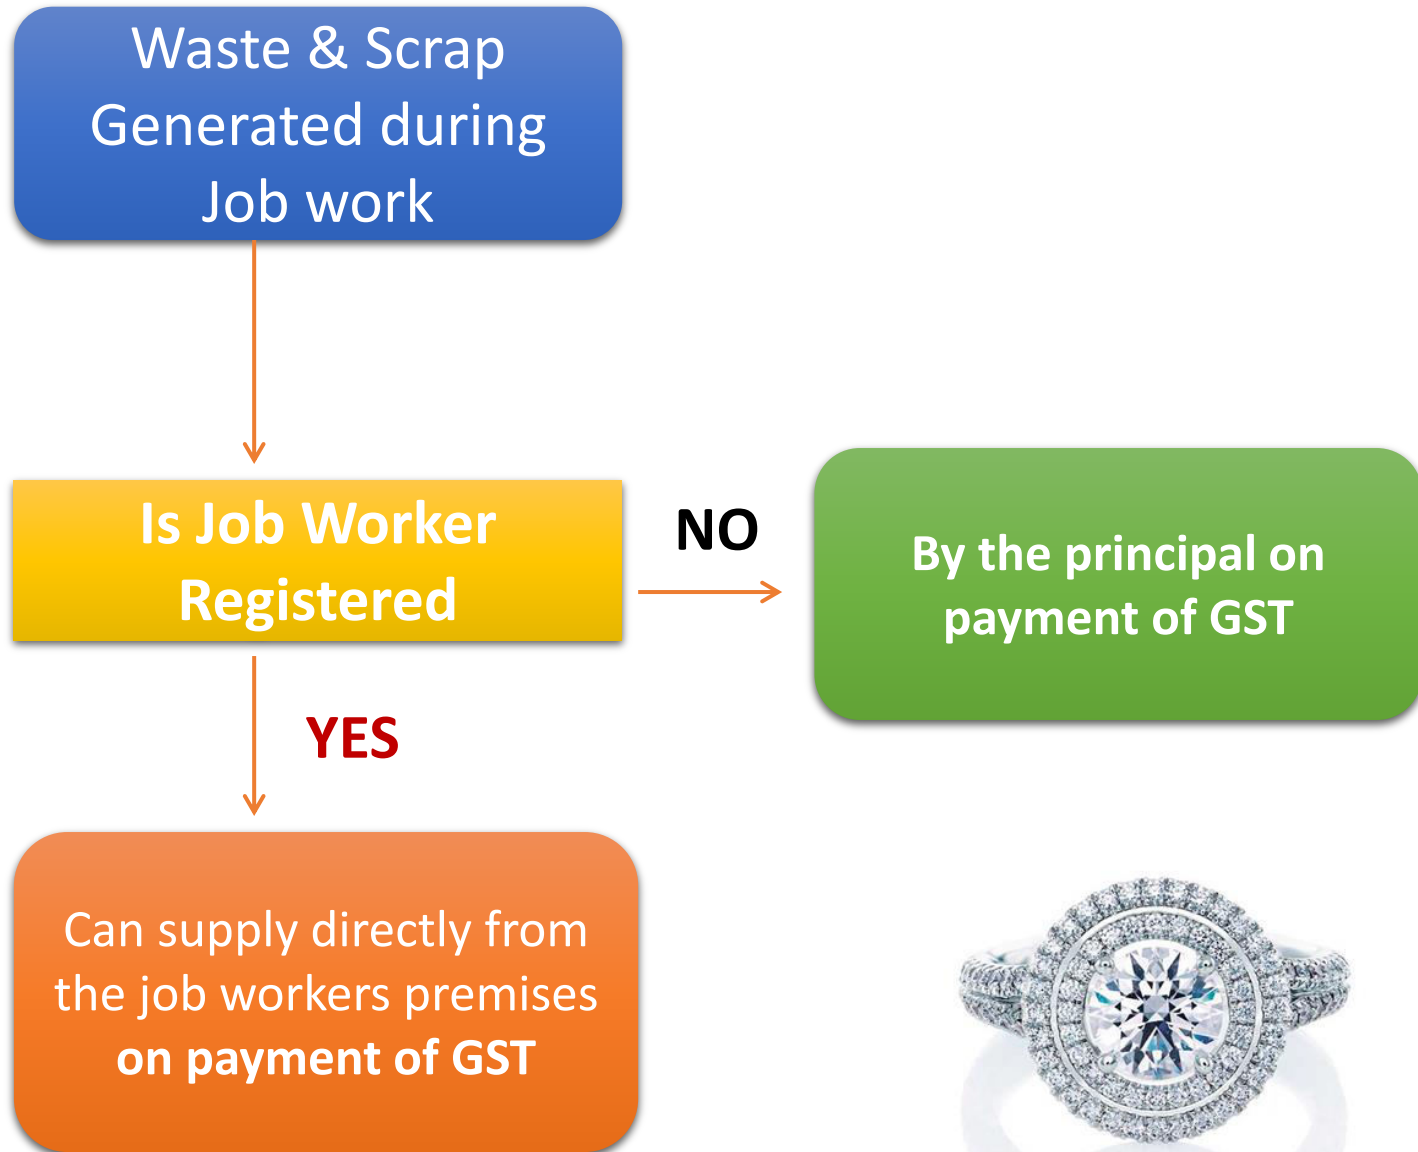 Waste & Scrap
Generated during
Job work
Is Job Worker
Registered
NO
By the principal on
payment of GST
YES
Can supply directly from
the job workers premises
on payment of GST